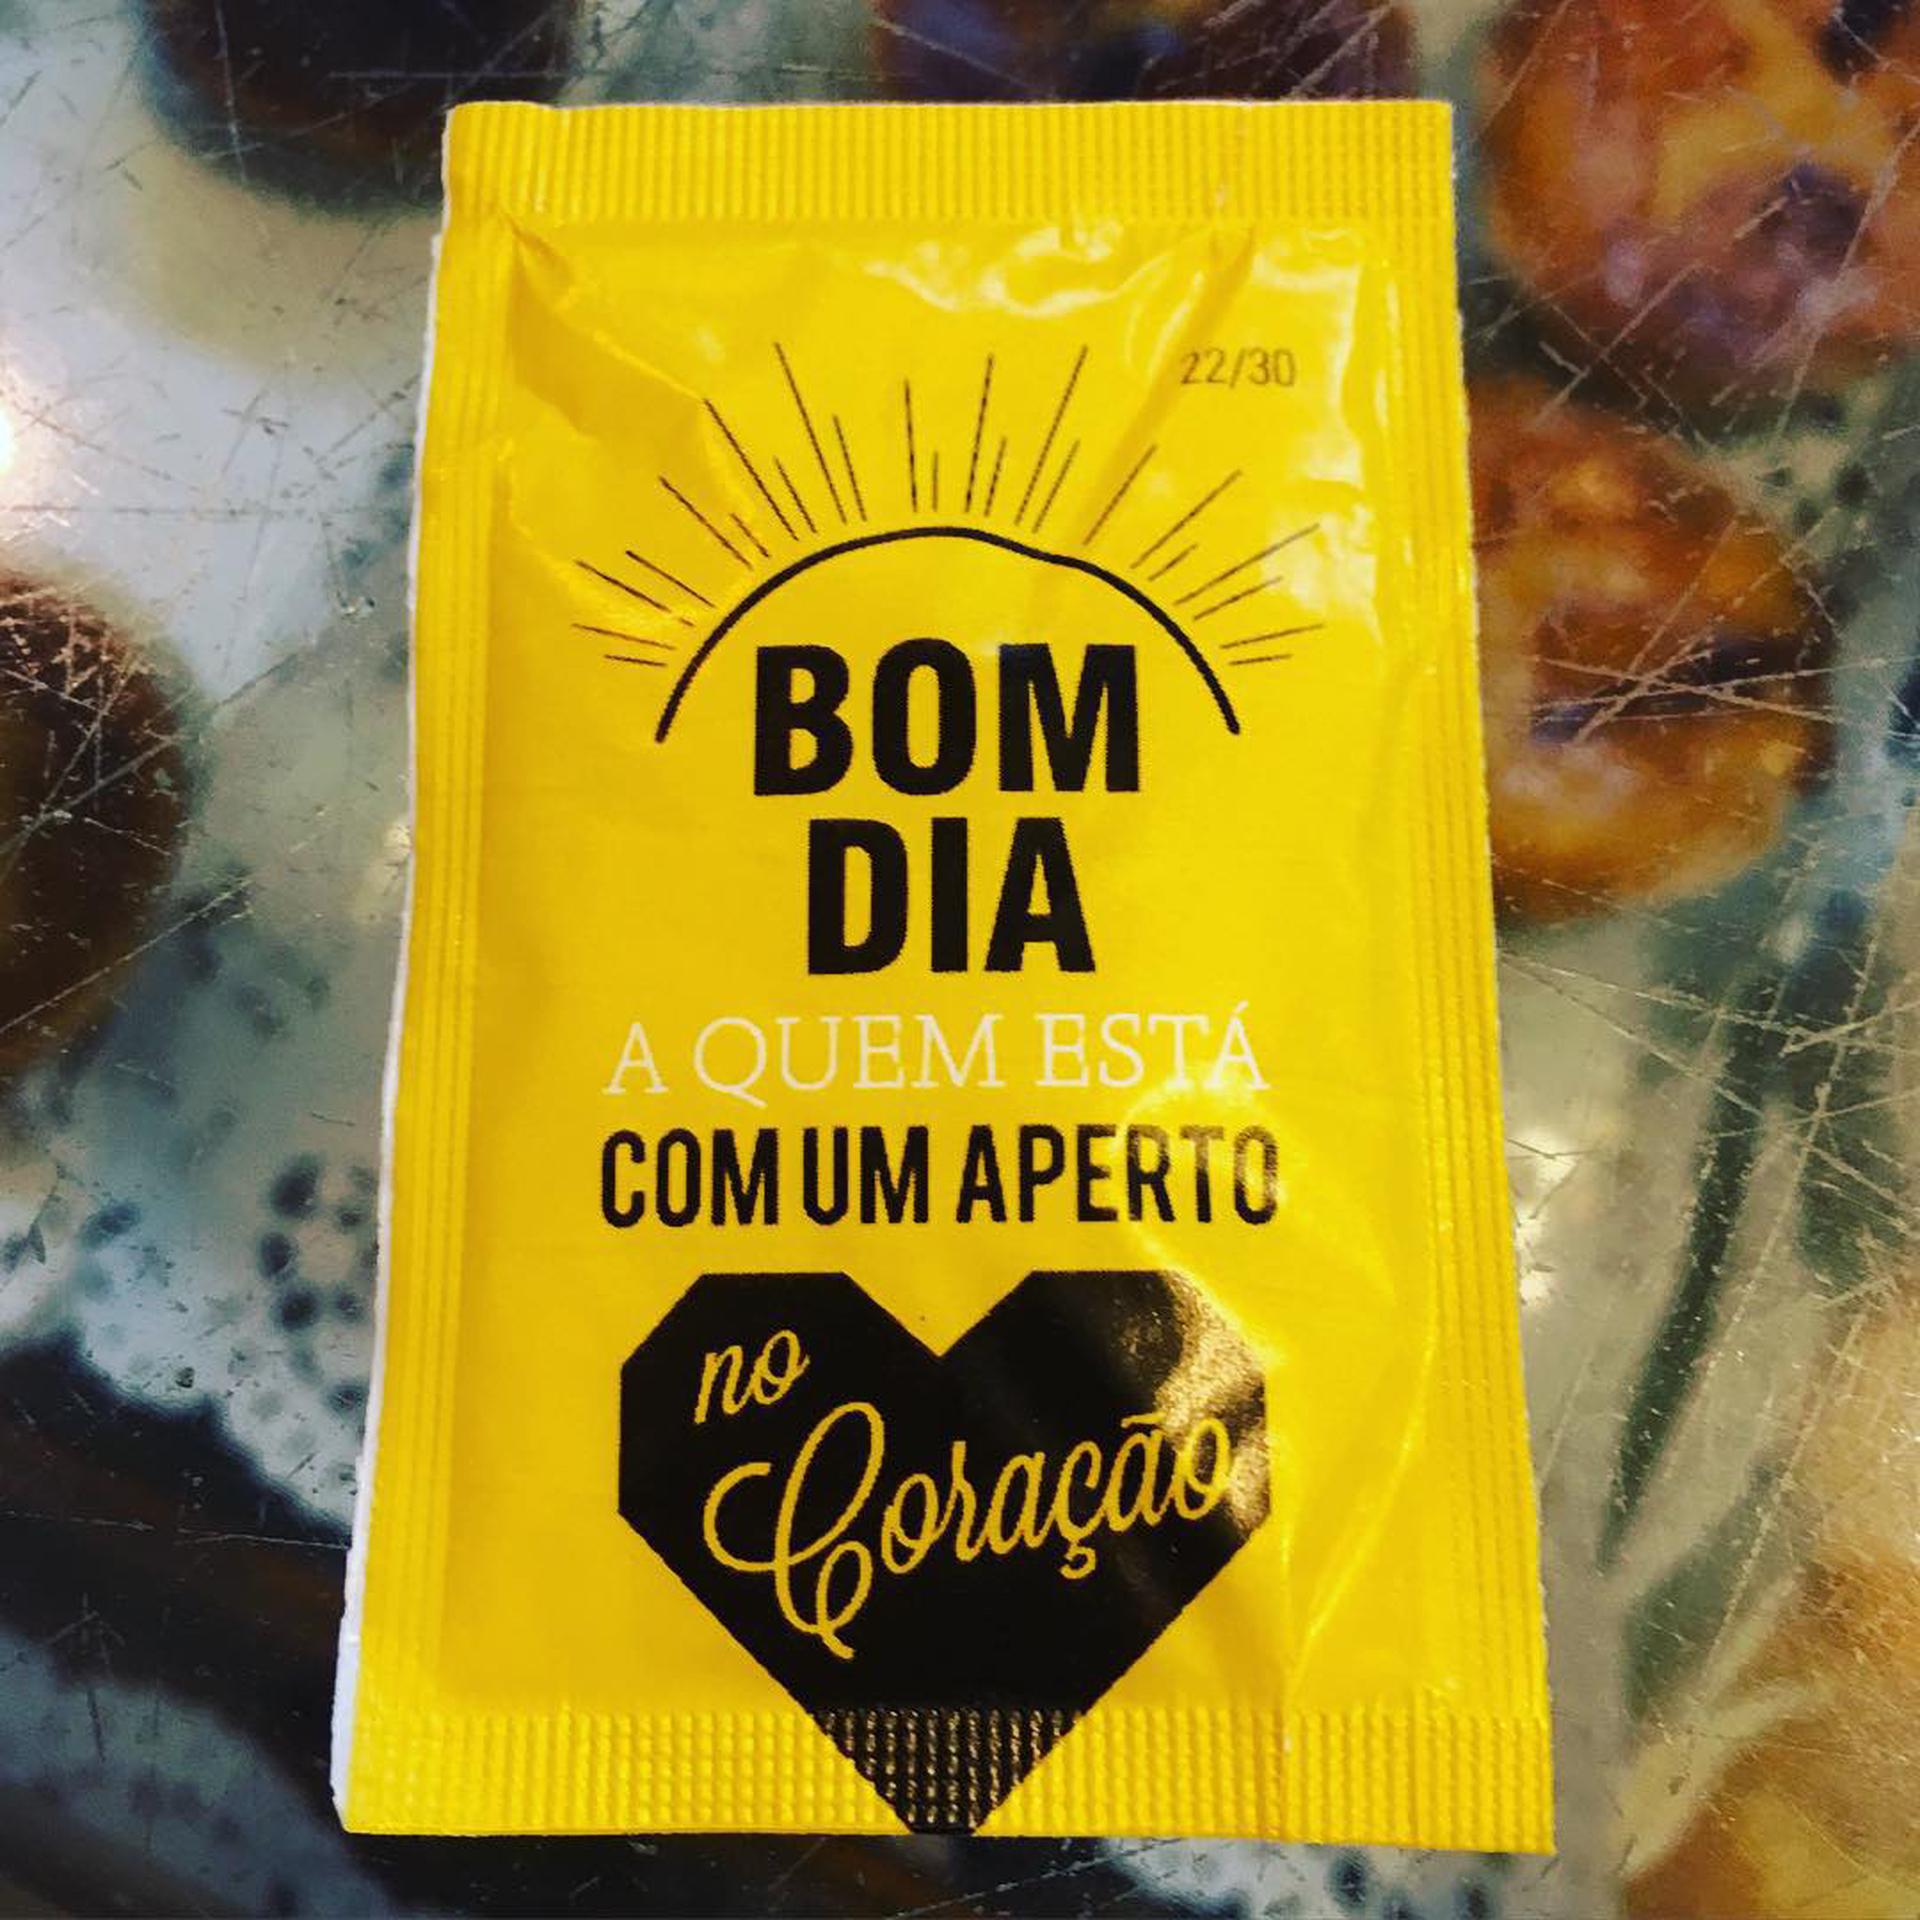 22/30
BOM
DIA
A QUEM ESTÁ
COM UM APERTO
no
Coração